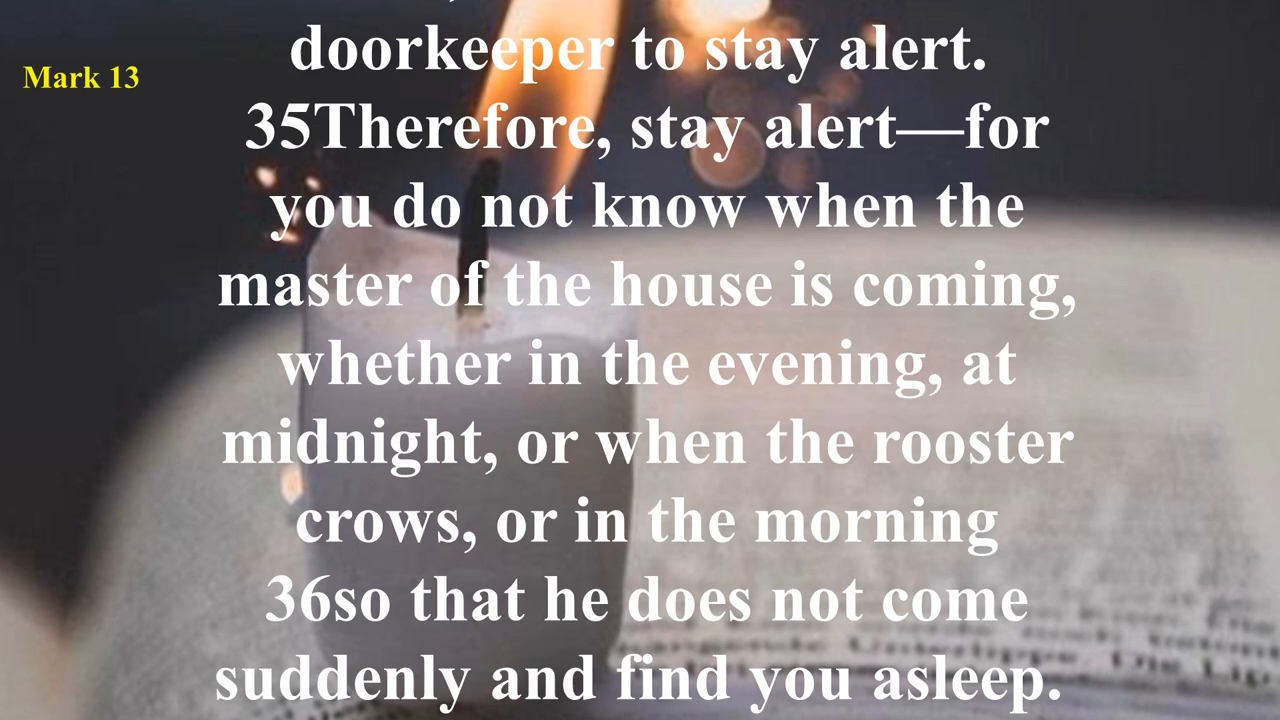 Mark 13
doorkeeper to stay alert.
35Therefore, stay alert—for
you do not know when the
master of the house is coming,
whether in the evening, at
midnight, or when the rooster
crows, or in the morning
36so that he does not come
suddenly and find you asleep.